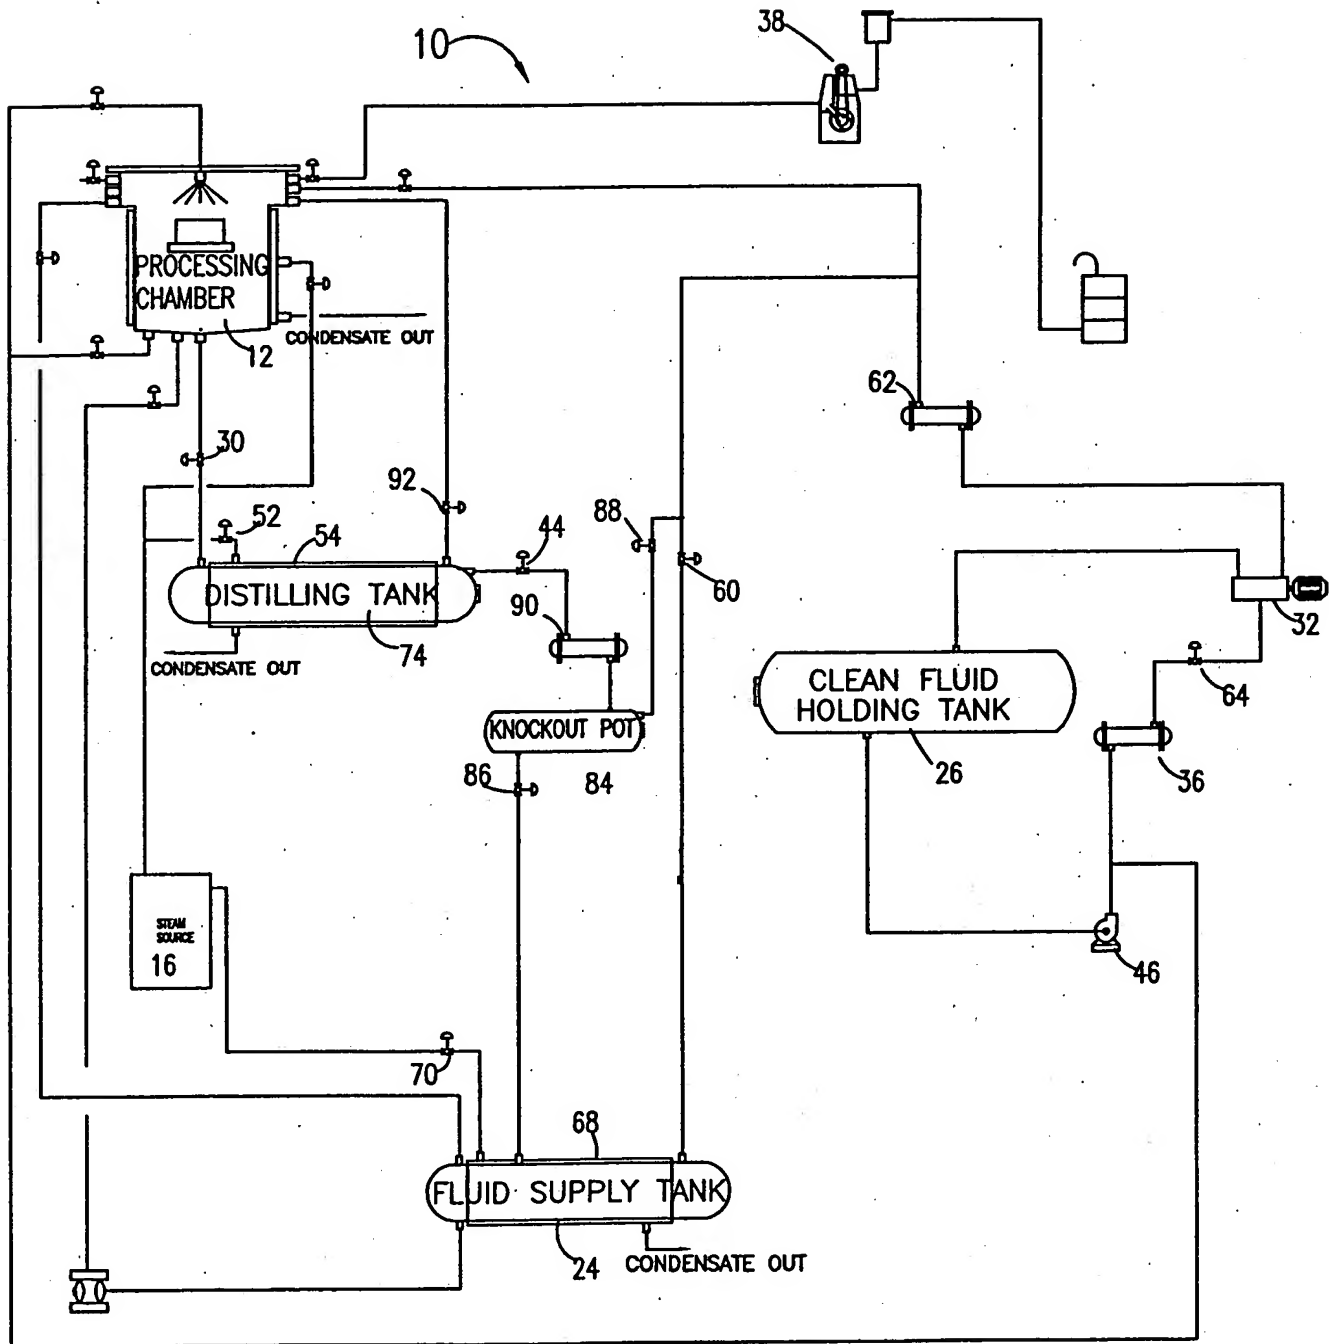 10
38
PROCESSING
CHAMBER
12
CONDENSATE OUT
62
30
92
88
44
52
54
60
DISTILLING TANK
90
32
74
CONDENSATE OUT
64
CLEAN FLUID
HOLDING TANK
KNOCKOUT POT
26
36
86
84
STEAM
SOURCE
16
46
70
68
FLUID SUPPLY TANK
24
CONDENSATE OUT